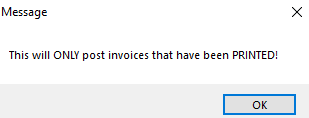 Message
This will ONLY post invoices that have been PRINTED!
OK